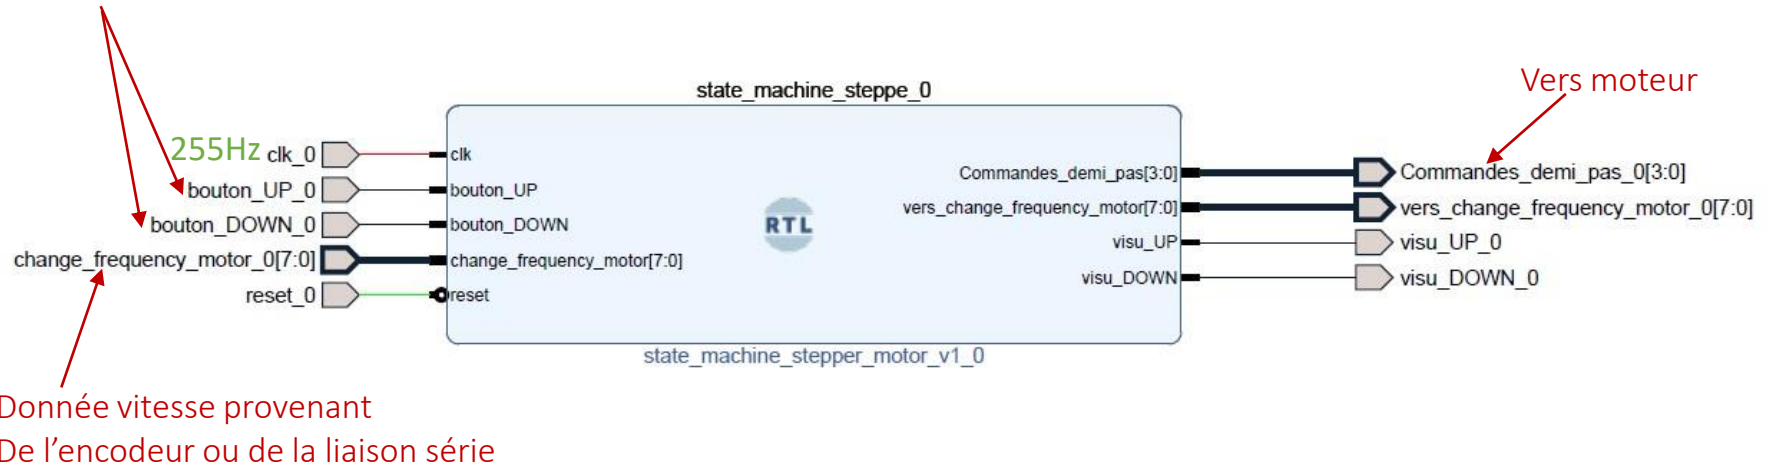 Vers moteur
state_machine_steppe_0
255Hz clk_0
clk
bouton_UP_0
bouton_UP
bouton_DOWN_0
bouton_DOWN
change_frequency_motor_0[7:0]
change_frequency_motor[7:0]
reset_0
reset
RTL
Commandes_demi_pas[3:0]
Commandes_demi_pas_0[3:0]
vers_change_frequency_motor[7:0]
vers_change_frequency_motor_0[7:0]
visu_UP
visu_UP_0
visu_DOWN
visu_DOWN_0
state_machine_stepper_motor_v1_0
Donnée vitesse provenant
De l’encodeur ou de la liaison série